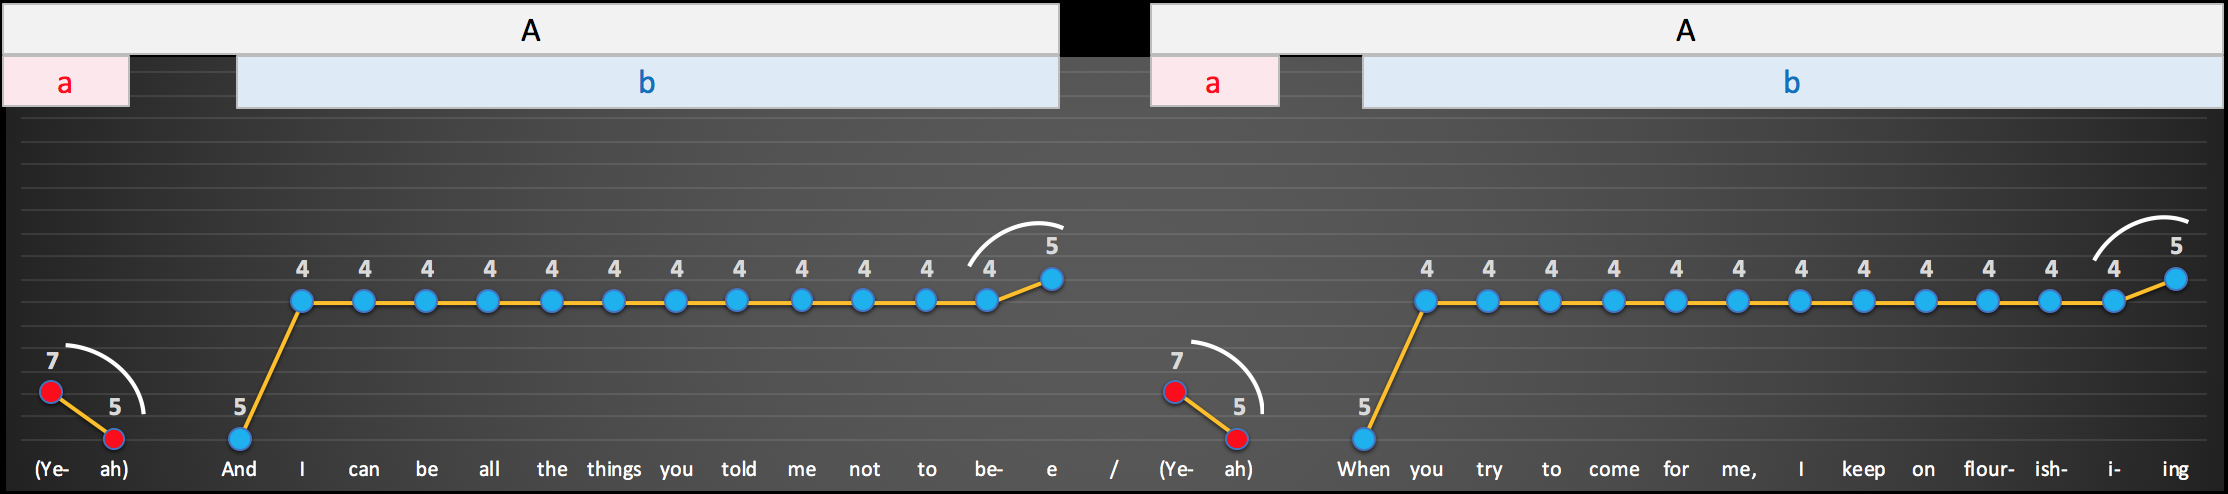 A A
a b a b
5 5
4 4 4 4 4 4 4 4 4 4 4 4 4 4 4 4 4 4 4 4 4 4 4 4
7 7
5 5 5 5
(Ye- ah) And I can be all the things you told me not to be- e / (Ye- ah) When you try to come for me, I keep on flour- ish- i- ing